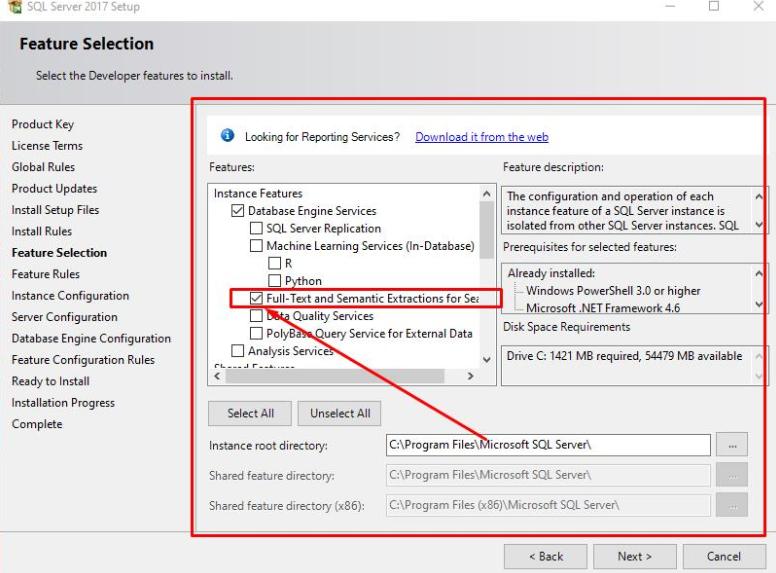 SQL Server 2017 Setup
Feature Selection
Select the Developer features to install.
Product Key
License Terms
Global Rules
Product Updates
Install Setup Files
Install Rules
Feature Selection
Feature Rules
Instance Configuration
Server Configuration
Database Engine Configuration
Feature Configuration Rules
Ready to Install
Installation Progress
Complete
Looking for Reporting Services? Download it from the web
Features:
Instance Features
Database Engine Services
SQL Server Replication
Machine Learning Services (In-Database)
R
Python
Full-Text and Semantic Extractions for Sea
Data Quality Services
PolyBase Query Service for External Data
Analysis Services
Shared Features
Feature description:
The configuration and operation of each
instance feature of a SQL Server instance is
isolated from other SQL Server instances. SQL
Prerequisites for selected features:
Already installed:
Windows PowerShell 3.0 or higher
Microsoft .NET Framework 4.6
Disk Space Requirements
Drive C: 1421 MB required, 54479 MB available
Select All
Unselect All
Instance root directory:
C:\Program Files\Microsoft SQL Server\
...
Shared feature directory:
C:\Program Files\Microsoft SQL Server\
...
Shared feature directory (x86):
C:\Program Files (x86)\Microsoft SQL Server\
...
< Back
Next >
Cancel